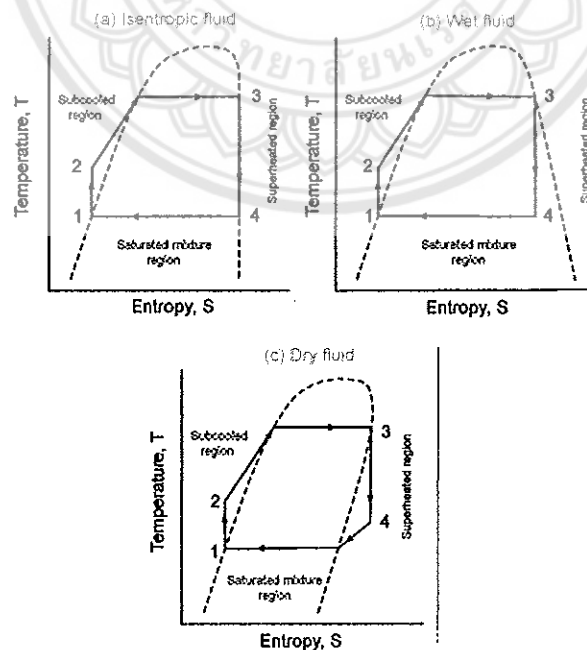 (a) Isentropic fluid
Temperature, T
Subcooled
region
1
2
3
4
Superheated region
Saturated mixture
region
Entropy, S
(b) Wet fluid
Temperature, T
Subcooled
region
1
2
3
4
Superheated region
Saturated mixture
region
Entropy, S
(c) Dry fluid
Temperature, T
Subcooled
region
1
2
3
4
Superheated region
Saturated mixture
region
Entropy, S